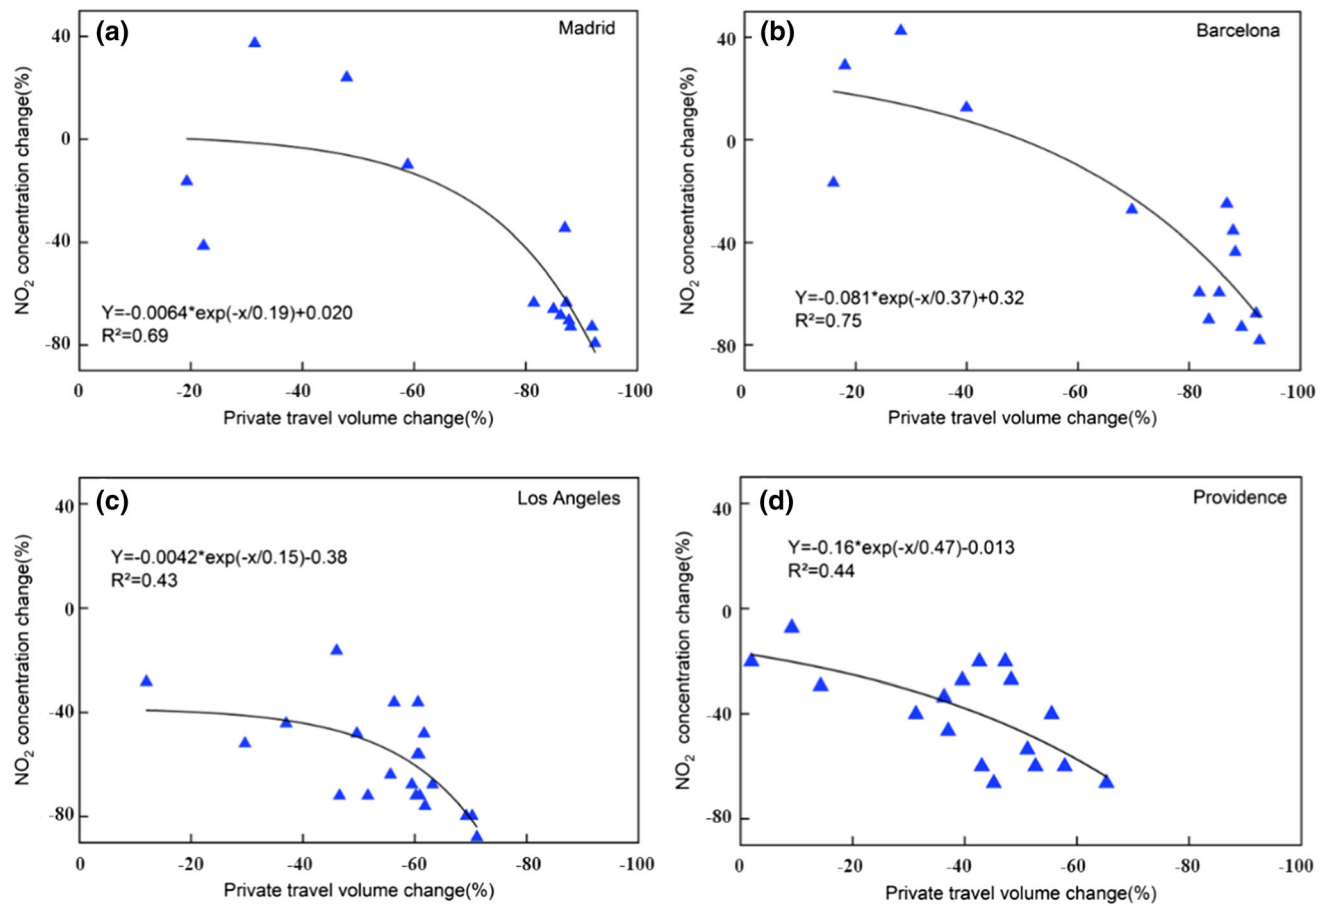 (a)
Madrid
NO2 concentration change(%)
40
0
-40
-80
Y=-0.0064*exp(-x/0.19)+0.020
R²=0.69
0 -20 -40 -60 -80 -100
Private travel volume change(%)
(b)
Barcelona
NO2 concentration change(%)
40
0
-40
-80
Y=-0.081*exp(-x/0.37)+0.32
R²=0.75
0 -20 -40 -60 -80 -100
Private travel volume change(%)
(c)
Los Angeles
NO2 concentration change(%)
40
0
-40
-80
Y=-0.0042*exp(-x/0.15)-0.38
R²=0.43
0 -20 -40 -60 -80 -100
Private travel volume change(%)
(d)
Providence
NO2 concentration change(%)
40
0
-40
-80
Y=-0.16*exp(-x/0.47)-0.013
R²=0.44
0 -20 -40 -60 -80 -100
Private travel volume change(%)